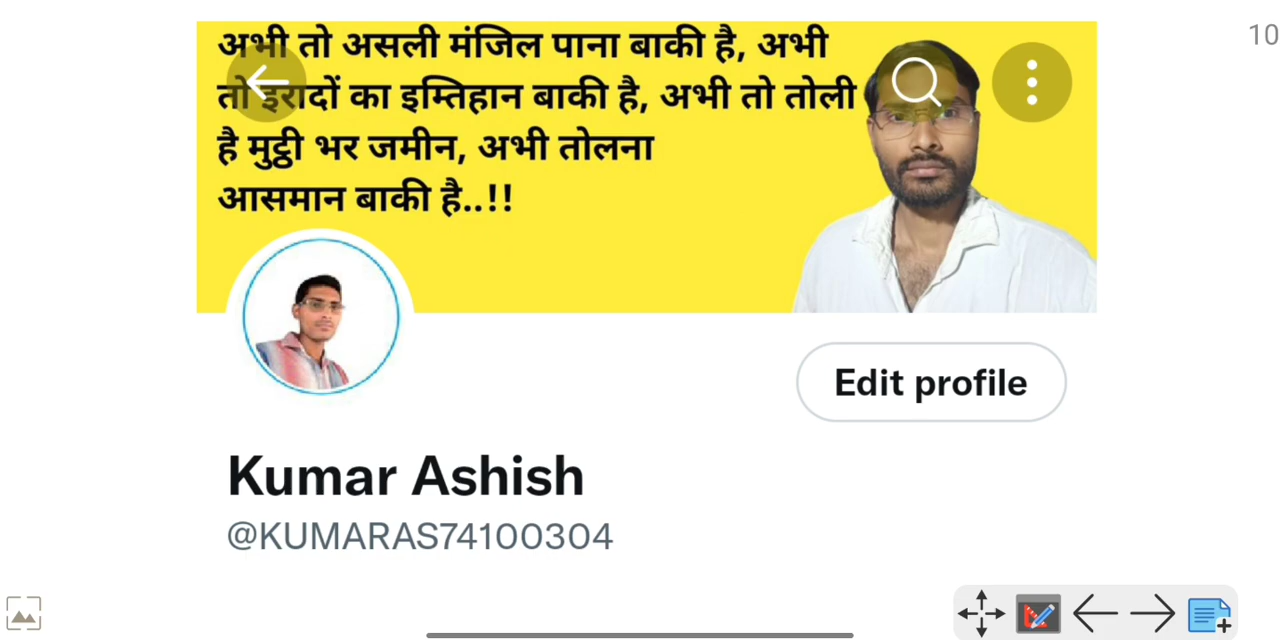 अभी तो असली मंजिल पाना बाकी है, अभी
तो इरादों का इम्तिहान बाकी है, अभी तो तोली
है मुट्ठी भर जमीन, अभी तोलना
आसमान बाकी है..!!
10
Edit profile
Kumar Ashish
@KUMARAS74100304